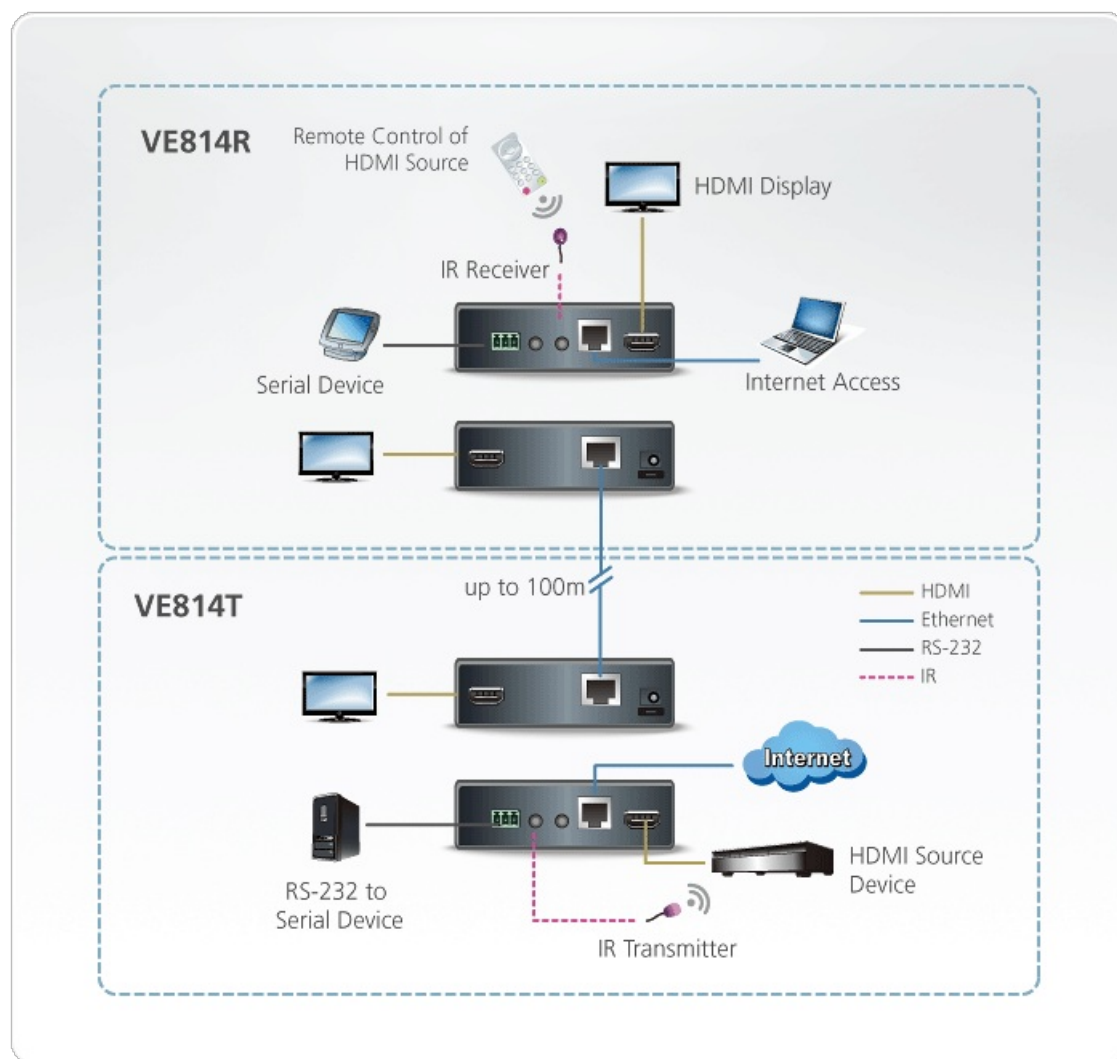 VE814R
Remote Control of
HDMI Source
HDMI Display
IR Receiver
Serial Device
Internet Access
up to 100m
VE814T
HDMI
Ethernet
RS-232
IR
Internet
RS-232 to
Serial Device
HDMI Source
Device
IR Transmitter